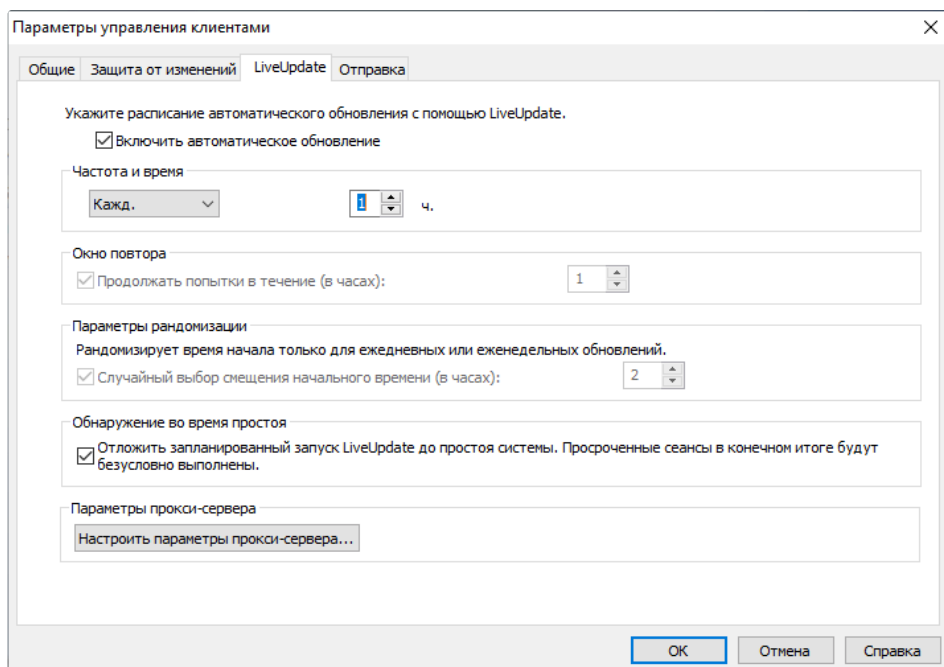 Параметры управления клиентами
Общие Защита от изменений LiveUpdate Отправка
Укажите расписание автоматического обновления с помощью LiveUpdate.
Включить автоматическое обновление
Частота и время
Кажд. 1 ч.
Окно повтора
Продолжать попытки в течение (в часах): 1
Параметры рандомизации
Рандомизирует время начала только для ежедневных или еженедельных обновлений.
Случайный выбор смещения начального времени (в часах): 2
Обнаружение во время простоя
Отложить запланированный запуск LiveUpdate до простоя системы. Просроченные сеансы в конечном итоге будут
безусловно выполнены.
Параметры прокси-сервера
Настроить параметры прокси-сервера...
OK Отмена Справка